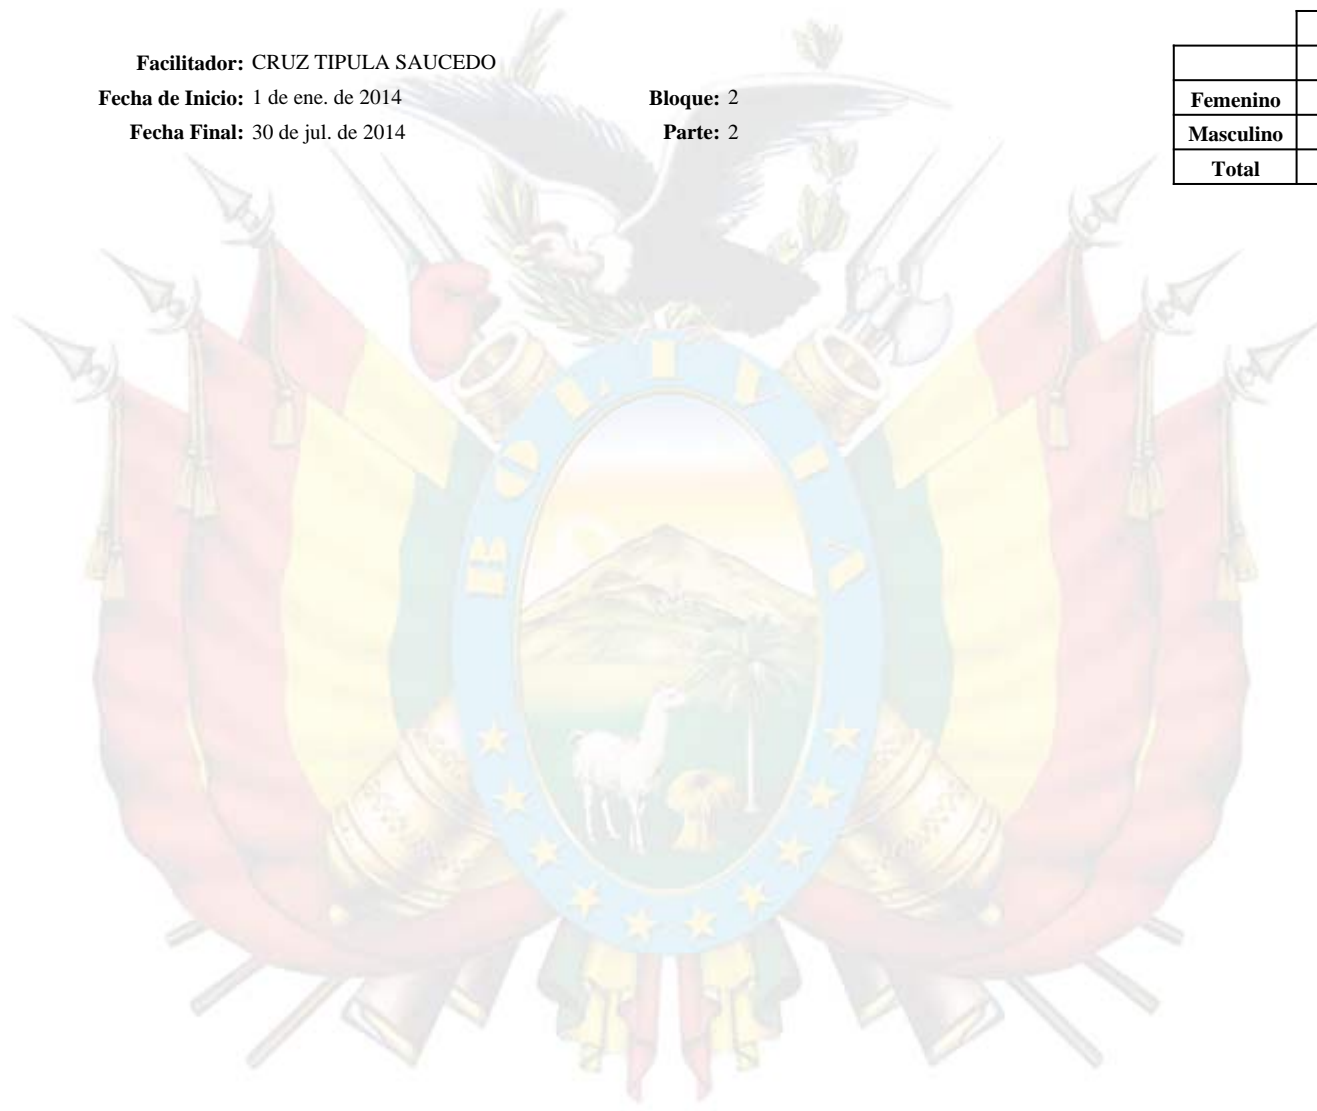 Facilitador: CRUZ TIPULA SAUCEDO
Fecha de Inicio: 1 de ene. de 2014 Bloque: 2
Fecha Final: 30 de jul. de 2014 Parte: 2
Femenino
Masculino
Total
BOLIVIA